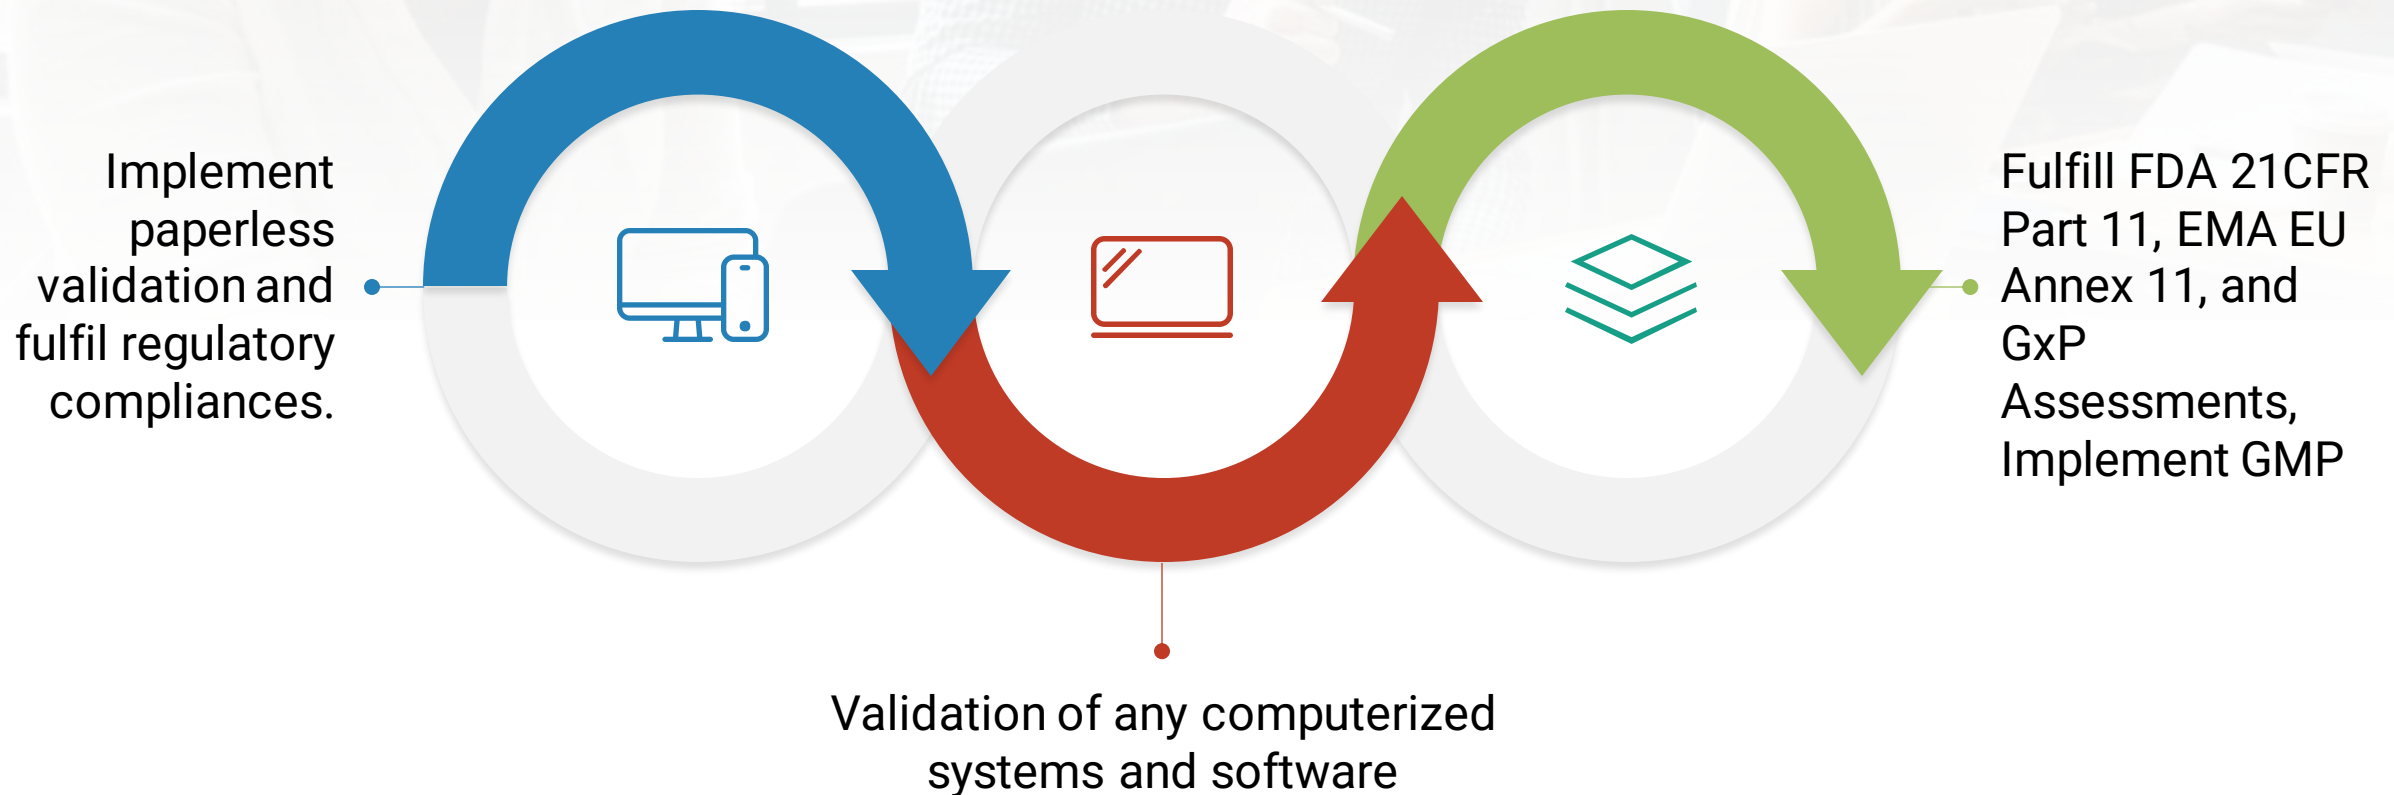 Implement
paperless
validation and
fulfil regulatory
compliances.
Validation of any computerized
systems and software
Fulfill FDA 21CFR
Part 11, EMA EU
Annex 11, and
GxP
Assessments,
Implement GMP